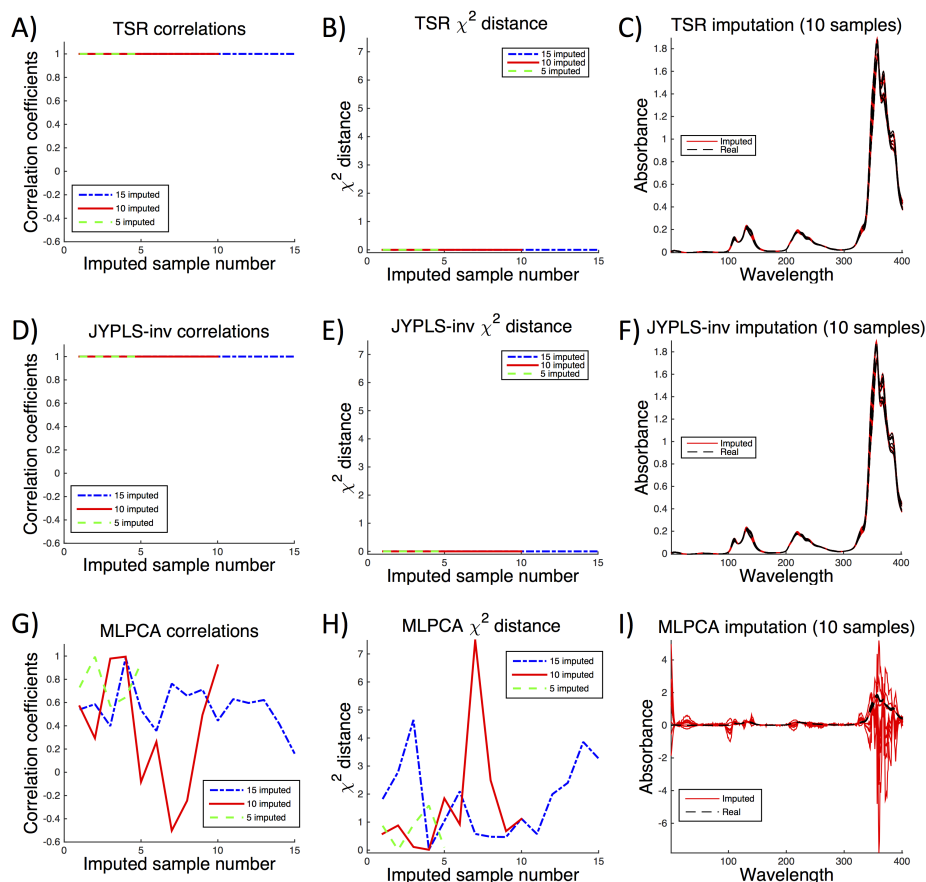 A) TSR correlations
Correlation coefficients
1
0.8
0.6
0.4
0.2
0
-0.2
-0.4
-0.6
15 imputed
10 imputed
5 imputed
0 5 10 15
Imputed sample number
B) TSR χ² distance
χ² distance
7
6
5
4
3
2
1
0
15 imputed
10 imputed
5 imputed
0 5 10 15
Imputed sample number
C) TSR imputation (10 samples)
Absorbance
1.8
1.6
1.4
1.2
1
0.8
0.6
0.4
0.2
0
Imputed
Real
100 200 300 400
Wavelength
D) JYPLS-inv correlations
Correlation coefficients
1
0.8
0.6
0.4
0.2
0
-0.2
-0.4
-0.6
15 imputed
10 imputed
5 imputed
0 5 10 15
Imputed sample number
E) JYPLS-inv χ² distance
χ² distance
7
6
5
4
3
2
1
0
15 imputed
10 imputed
5 imputed
0 5 10 15
Imputed sample number
F) JYPLS-inv imputation (10 samples)
Absorbance
1.8
1.6
1.4
1.2
1
0.8
0.6
0.4
0.2
0
Imputed
Real
100 200 300 400
Wavelength
G) MLPCA correlations
Correlation coefficients
1
0.8
0.6
0.4
0.2
0
-0.2
-0.4
-0.6
15 imputed
10 imputed
5 imputed
0 5 10 15
Imputed sample number
H) MLPCA χ² distance
χ² distance
7
6
5
4
3
2
1
0
15 imputed
10 imputed
5 imputed
0 5 10 15
Imputed sample number
I) MLPCA imputation (10 samples)
Absorbance
4
2
0
-2
-4
-6
Imputed
Real
100 200 300 400
Wavelength